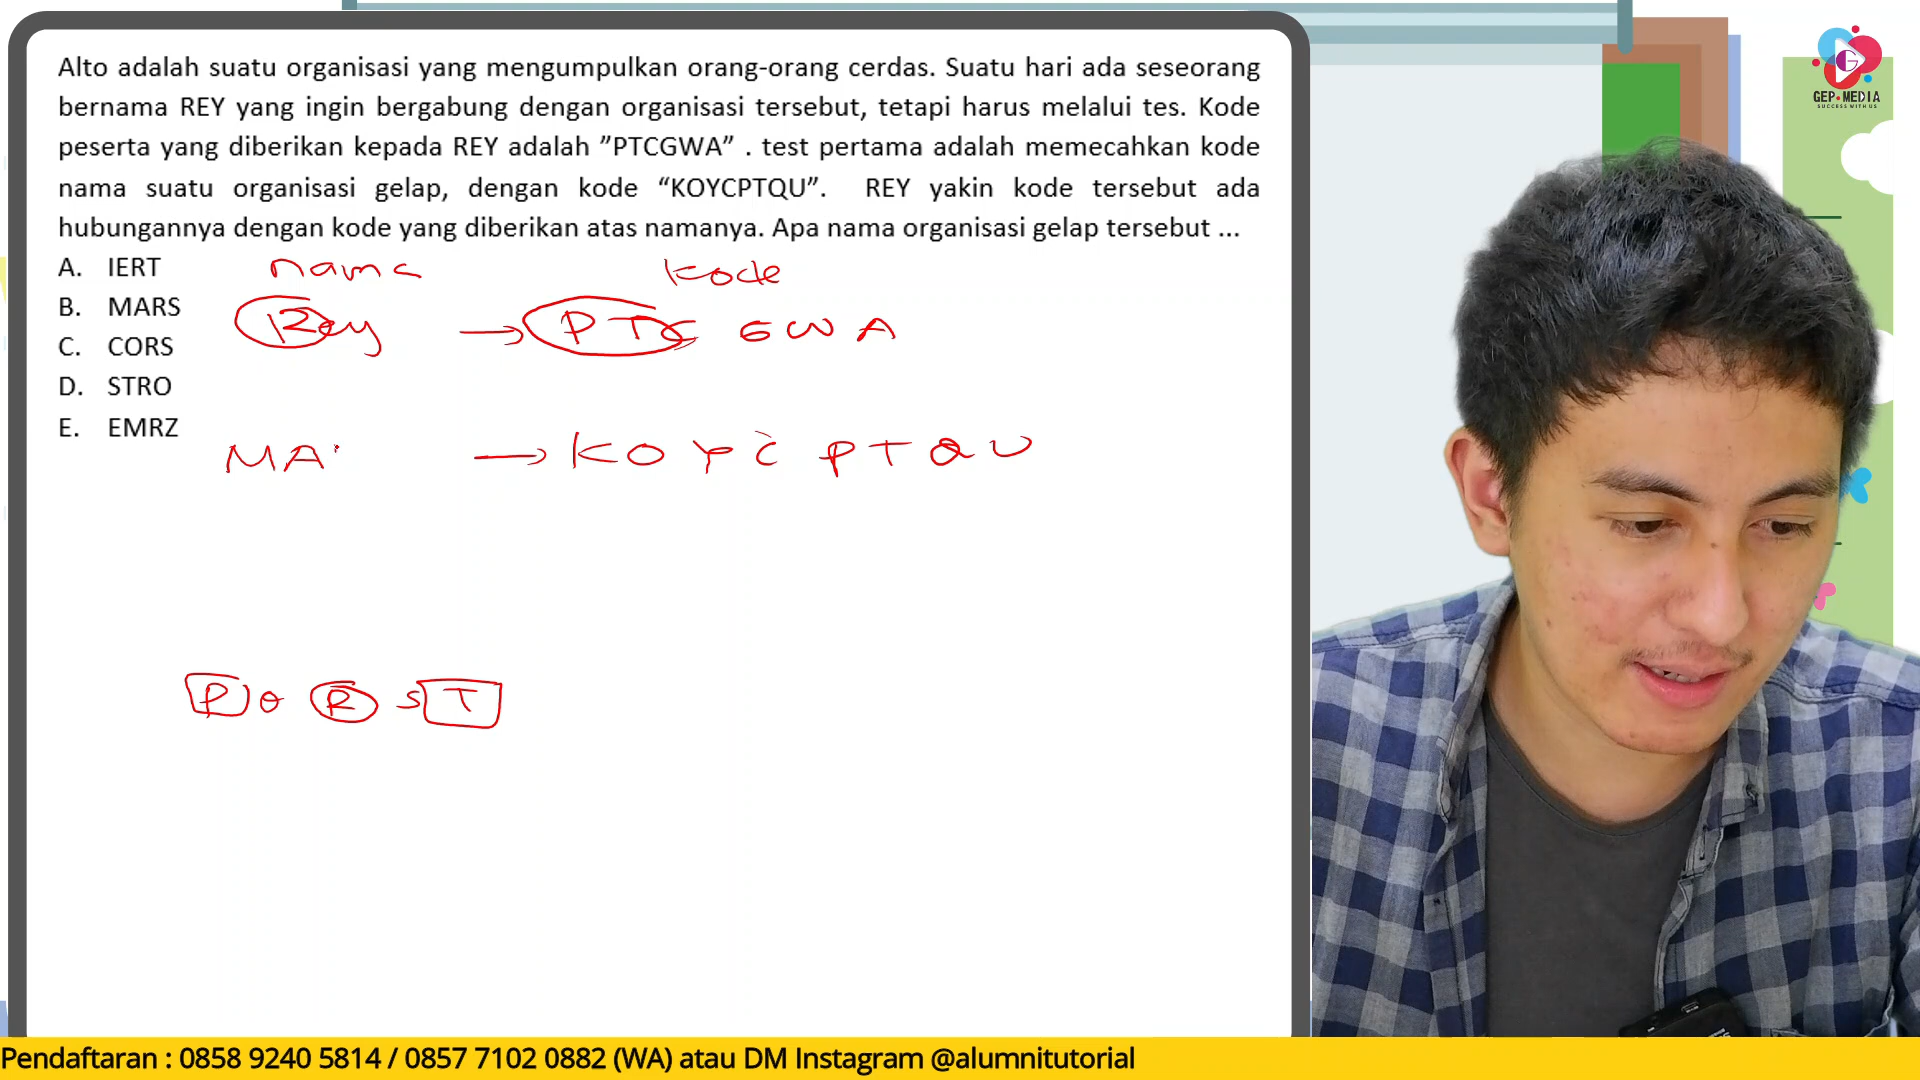 Alto adalah suatu organisasi yang mengumpulkan orang-orang cerdas. Suatu hari ada seseorang
bernama REY yang ingin bergabung dengan organisasi tersebut, tetapi harus melalui tes. Kode
peserta yang diberikan kepada REY adalah ”PTCGWA” . test pertama adalah memecahkan kode
nama suatu organisasi gelap, dengan kode “KOYCPTQU”. REY yakin kode tersebut ada
hubungannya dengan kode yang diberikan atas namanya. Apa nama organisasi gelap tersebut ...
A. IERT
B. MARS
C. CORS
D. STRO
E. EMRZ
nama kode
Rey → PTC GWA
MA → KOYC PTQU
P Q R S T
GEP MEDIA
SUCCESS WITH US
Pendaftaran : 0858 9240 5814 / 0857 7102 0882 (WA) atau DM Instagram @alumnitutorial